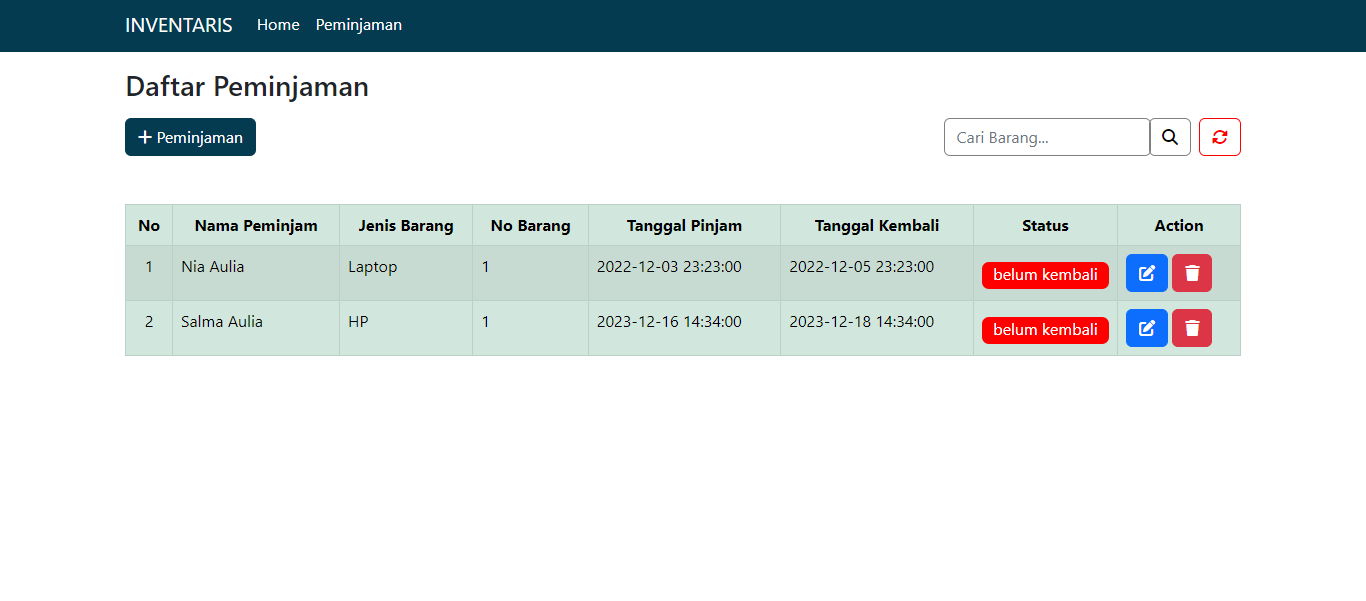 INVENTARIS Home Peminjaman
Daftar Peminjaman
Peminjaman Cari Barang...
No Nama Peminjam Jenis Barang No Barang Tanggal Pinjam Tanggal Kembali Status Action
1 Nia Aulia Laptop 1 2022-12-03 23:23:00 2022-12-05 23:23:00 belum kembali
2 Salma Aulia HP 1 2023-12-16 14:34:00 2023-12-18 14:34:00 belum kembali